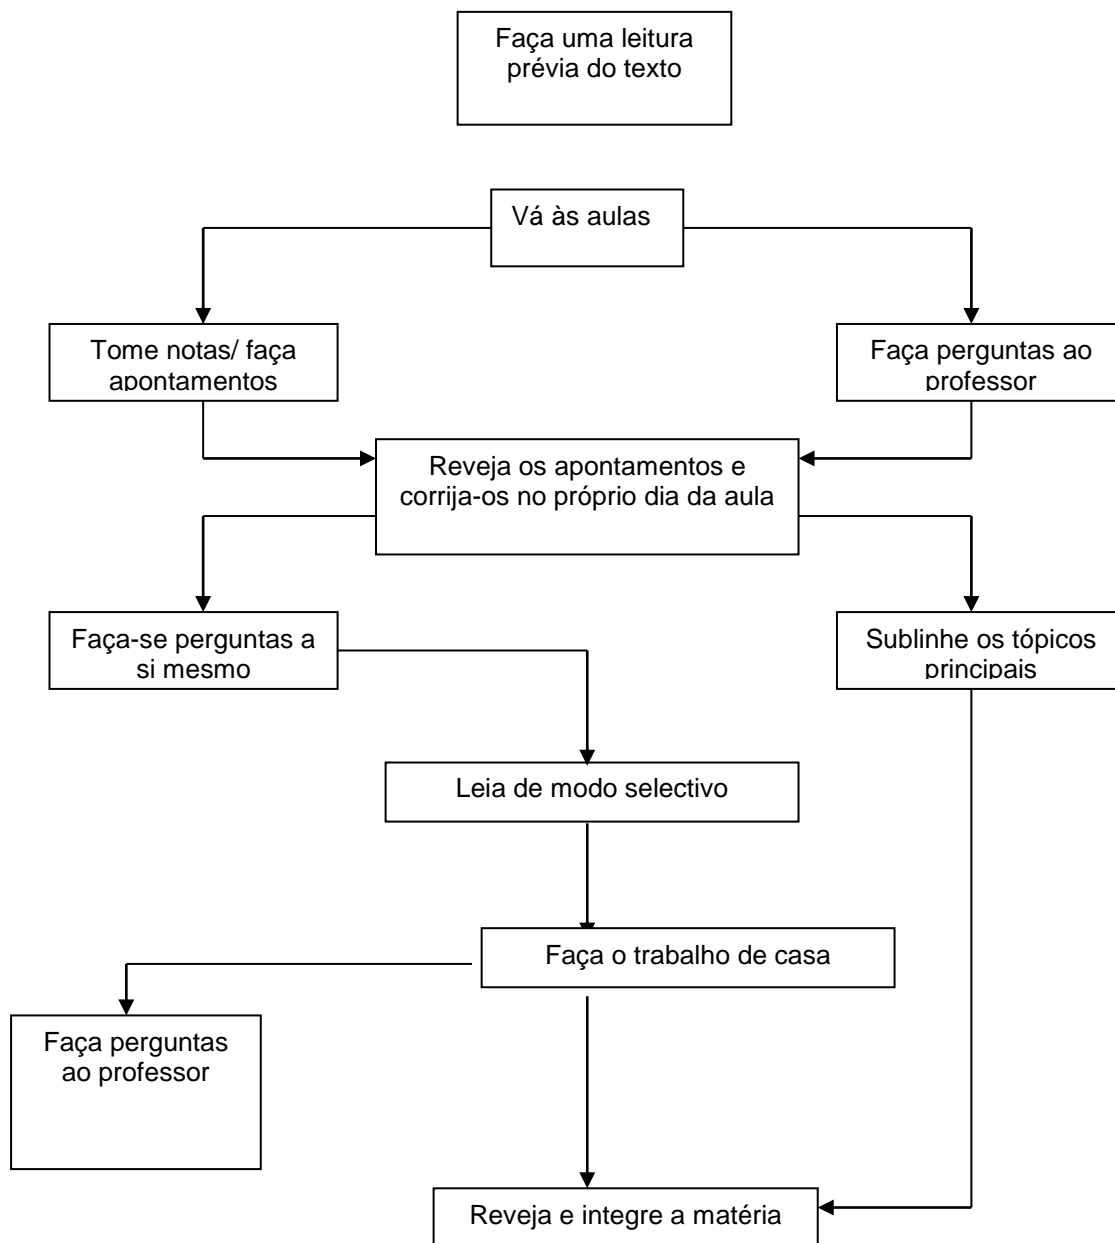 Faça uma leitura
prévia do texto
Vá às aulas
Tome notas/ faça
apontamentos
Faça perguntas ao
professor
Reveja os apontamentos e
corrija-os no próprio dia da aula
Faça-se perguntas a
si mesmo
Sublinhe os tópicos
principais
Leia de modo selectivo
Faça o trabalho de casa
Faça perguntas
ao professor
Reveja e integre a matéria